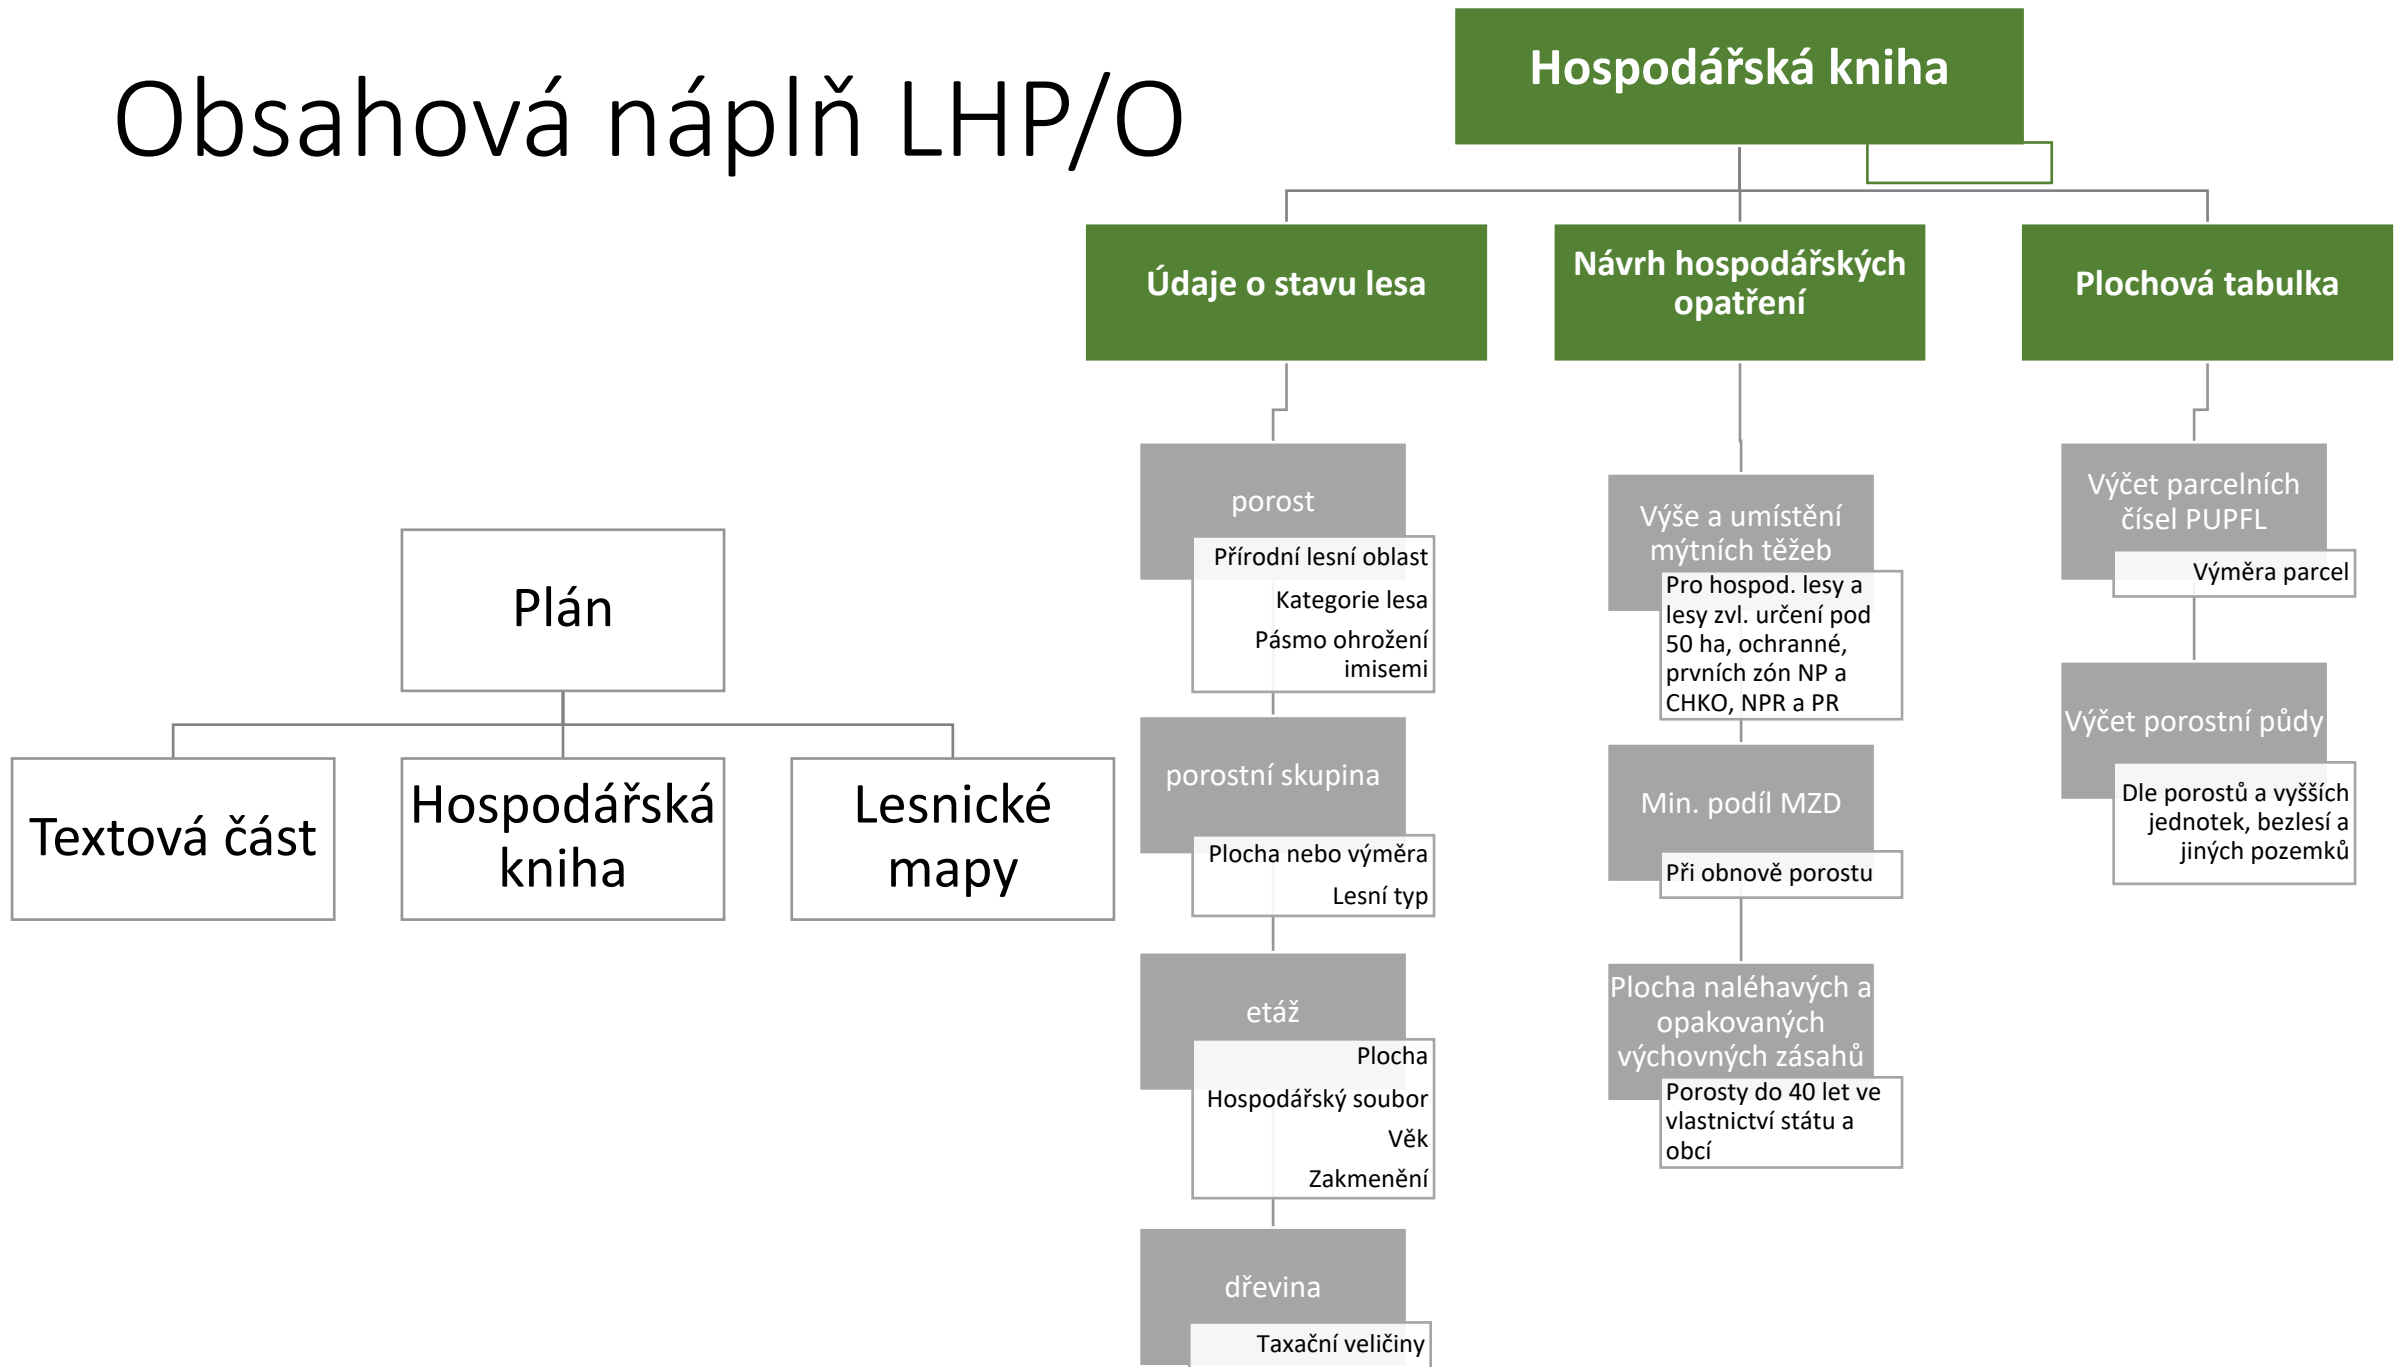 Obsahová náplň LHP/O
Plán
Textová část
Hospodářská
kniha
Lesnické
mapy
Hospodářská kniha
Údaje o stavu lesa
porost
Přírodní lesní oblast
Kategorie lesa
Pásmo ohrožení
imisemi
porostní skupina
Plocha nebo výměra
Lesní typ
etáž
Plocha
Hospodářský soubor
Věk
Zakmenění
dřevina
Taxační veličiny
Návrh hospodářských
opatření
Výše a umístění
mýtních těžeb
Pro hospod. lesy a
lesy zvl. určení pod
50 ha, ochranné,
prvních zón NP a
CHKO, NPR a PR
Min. podíl MZD
Při obnově porostu
Plocha naléhavých a
opakovaných
výchovných zásahů
Porosty do 40 let ve
vlastnictví státu a
obcí
Plochová tabulka
Výčet parcelních
čísel PUPFL
Výměra parcel
Výčet porostní půdy
Dle porostů a vyšších
jednotek, bezlesí a
jiných pozemků